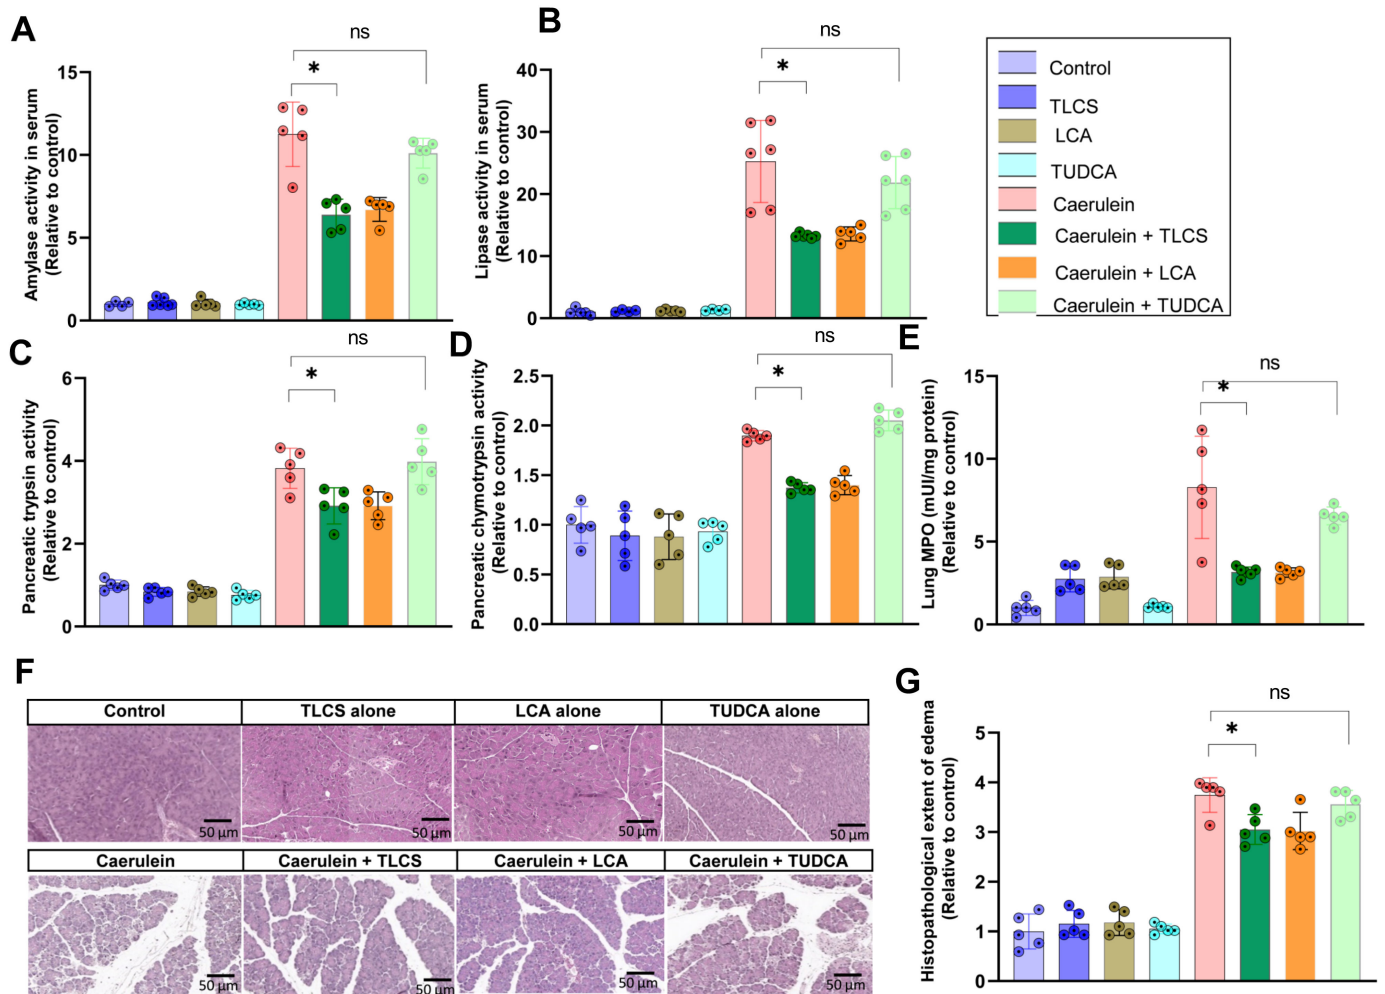 A
Amylase activity in serum
(Relative to control)
15
10
5
0
*
ns
B
Lipase activity in serum
(Relative to control)
40
30
20
10
0
*
ns
Control
TLCS
LCA
TUDCA
Caerulein
Caerulein + TLCS
Caerulein + LCA
Caerulein + TUDCA
C
Pancreatic trypsin activity
(Relative to control)
6
4
2
0
*
ns
D
Pancreatic chymotrypsin activity
(Relative to control)
2.5
2.0
1.5
1.0
0.5
0.0
*
ns
E
Lung MPO (mUI/mg protein)
(Relative to control)
15
10
5
0
*
ns
F
Control
TLCS alone
LCA alone
TUDCA alone
50 µm
50 µm
50 µm
50 µm
Caerulein
Caerulein + TLCS
Caerulein + LCA
Caerulein + TUDCA
50 µm
50 µm
50 µm
50 µm
G
Histopathological extent of edema
(Relative to control)
5
4
3
2
1
0
*
ns